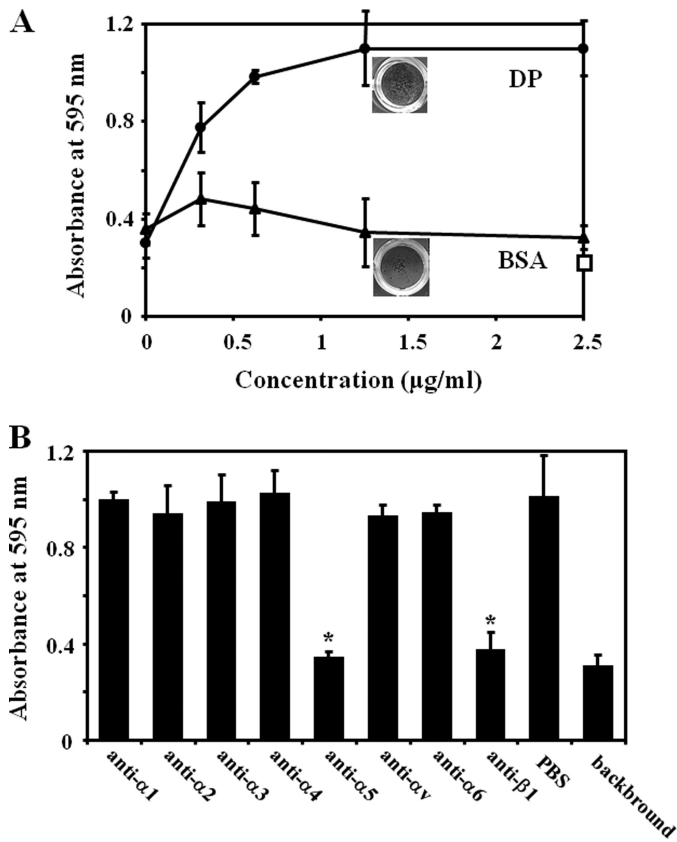 A
1.2
0.8
0.4
0
Absorbance at 595 nm
DP
BSA
0 0.5 1 1.5 2 2.5
Concentration (µg/ml)
B
1.2
0.8
0.4
0
Absorbance at 595 nm
*
*
anti-α1 anti-α2 anti-α3 anti-α4 anti-α5 anti-αv anti-α6 anti-β1 PBS backbround